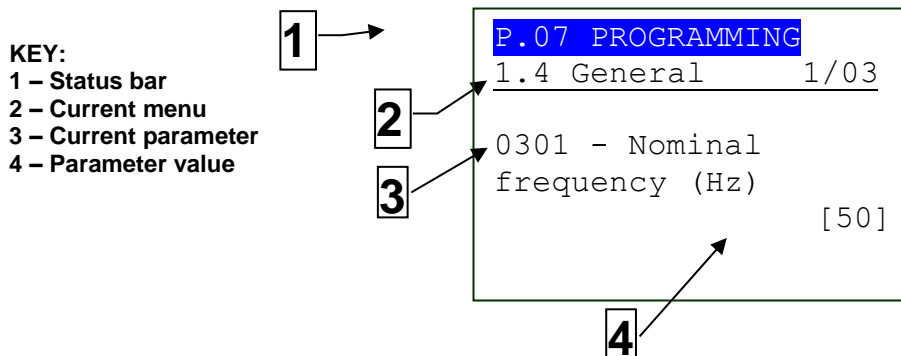 KEY:
1 – Status bar
2 – Current menu
3 – Current parameter
4 – Parameter value
1
2
3
4
P.07 PROGRAMMING
1.4 General 1/03
0301 - Nominal
frequency (Hz)
[50]